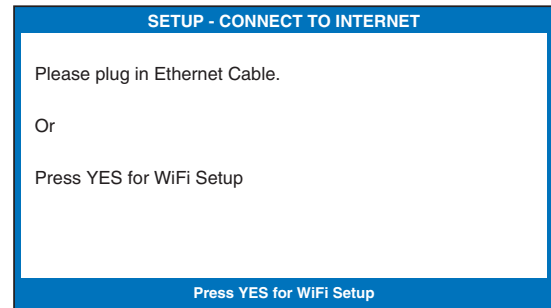 SETUP - CONNECT TO INTERNET
Please plug in Ethernet Cable.
Or
Press YES for WiFi Setup
Press YES for WiFi Setup